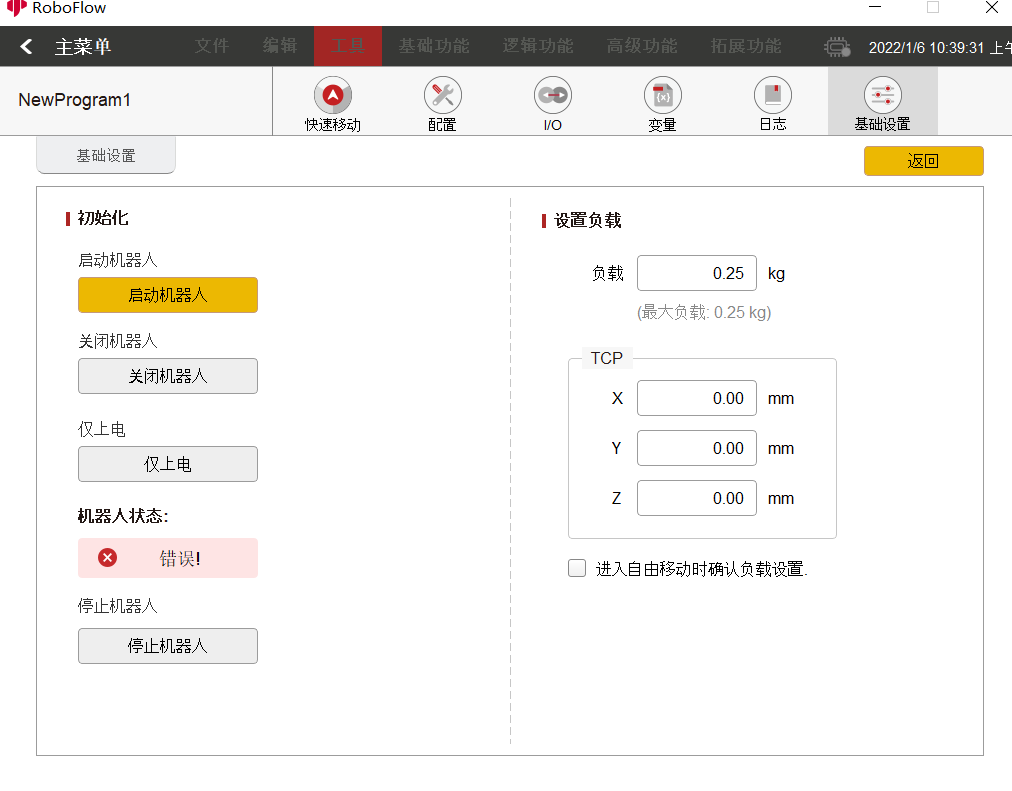 RoboFlow
主菜单 文件 编辑 工具 基础功能 逻辑功能 高级功能 拓展功能 2022/1/6 10:39:31 上午
NewProgram1
快速移动 配置 I/O 变量 日志 基础设置
基础设置
返回
初始化
启动机器人
启动机器人
关闭机器人
关闭机器人
仅上电
仅上电
机器人状态:
错误!
停止机器人
停止机器人
设置负载
负载 0.25 kg
(最大负载: 0.25 kg)
TCP
X 0.00 mm
Y 0.00 mm
Z 0.00 mm
进入自由移动时确认负载设置.